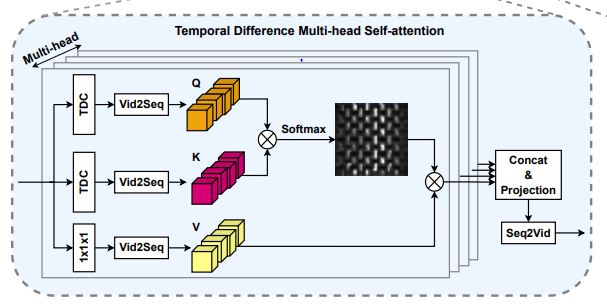 Temporal Difference Multi-head Self-attention
Multi-head
TDC
Vid2Seq
Q
Softmax
TDC
Vid2Seq
K
1x1x1
Vid2Seq
V
Concat
&
Projection
Seq2Vid